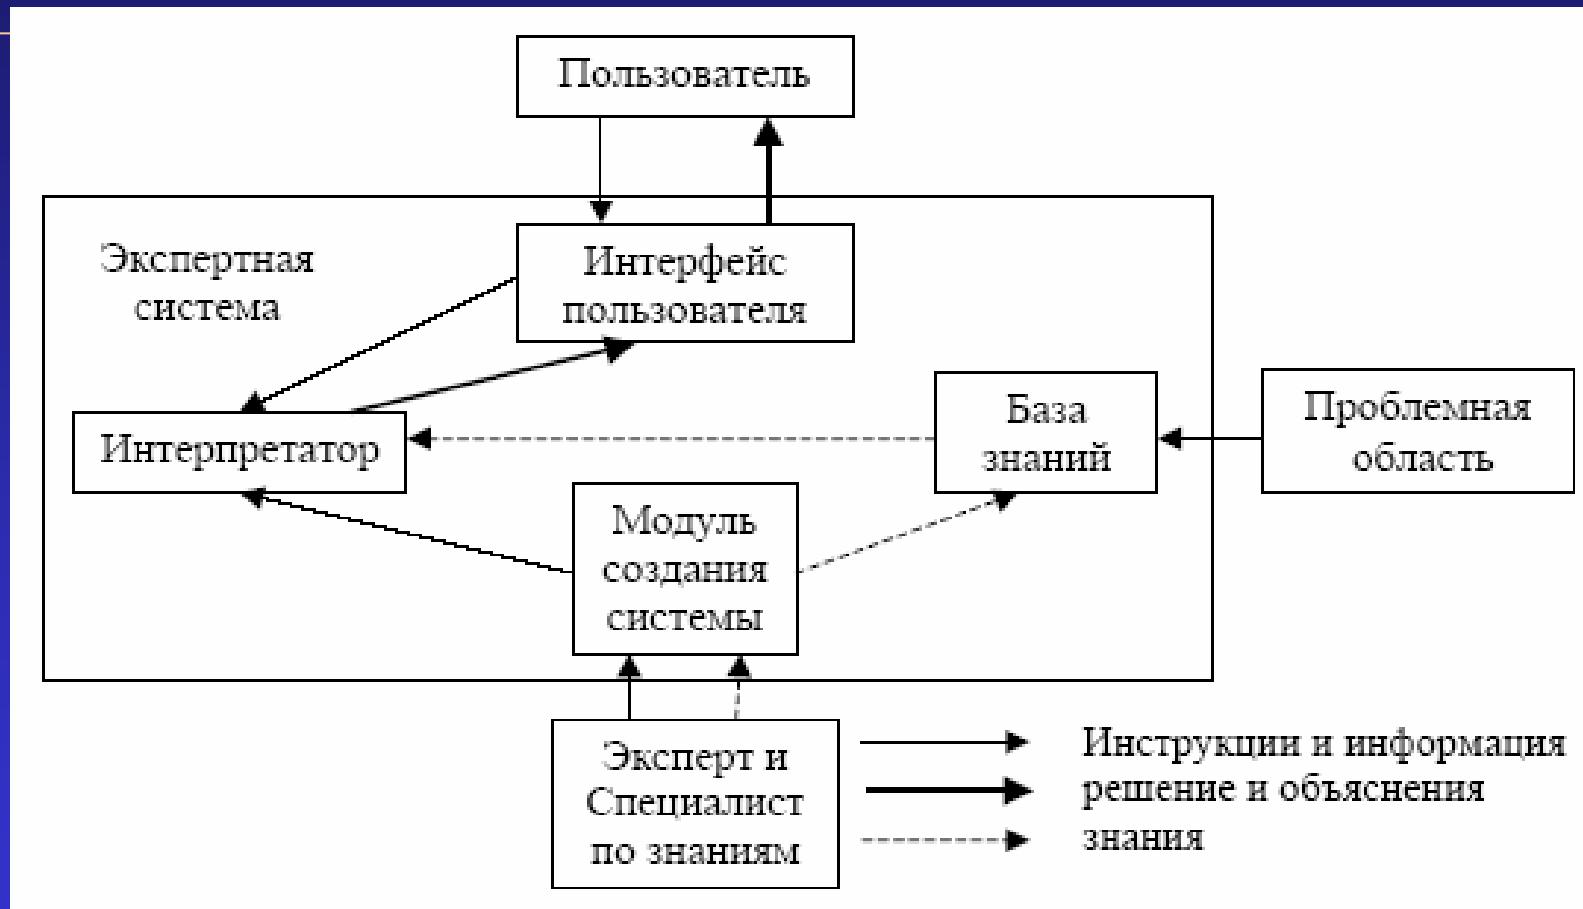 Пользователь
Экспертная
система
Интерфейс
пользователя
Интерпретатор
База
знаний
Проблемная
область
Модуль
создания
системы
Эксперт и
Специалист
по знаниям
Инструкции и информация
решение и объяснения
знания